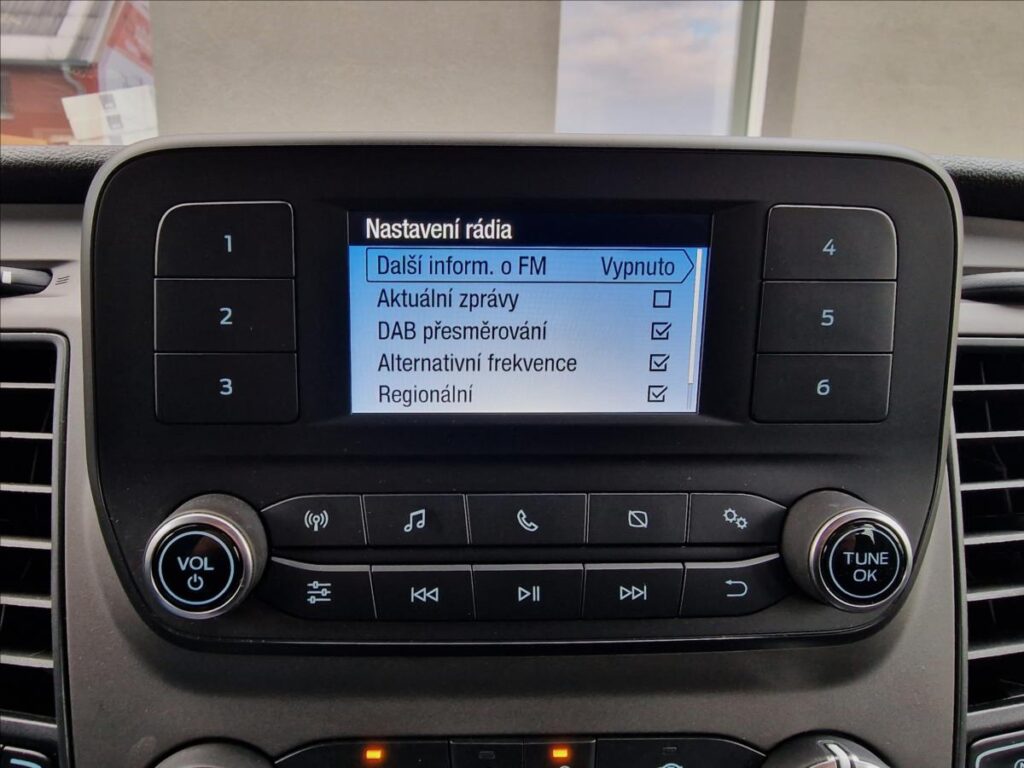 Nastavení rádia
Další inform. o FM Vypnuto
Aktuální zprávy
DAB přesměrování
Alternativní frekvence
Regionální
1
2
3
4
5
6
VOL
TUNE
OK